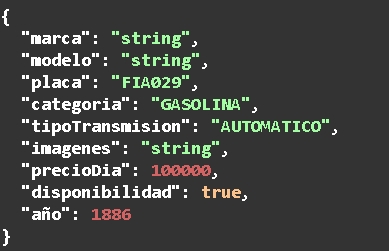 {
"marca": "string",
"modelo": "string",
"placa": "FIA029",
"categoria": "GASOLINA",
"tipoTransmision": "AUTOMATICO",
"imagenes": "string",
"precioDia": 100000,
"disponibilidad": true,
"año": 1886
}